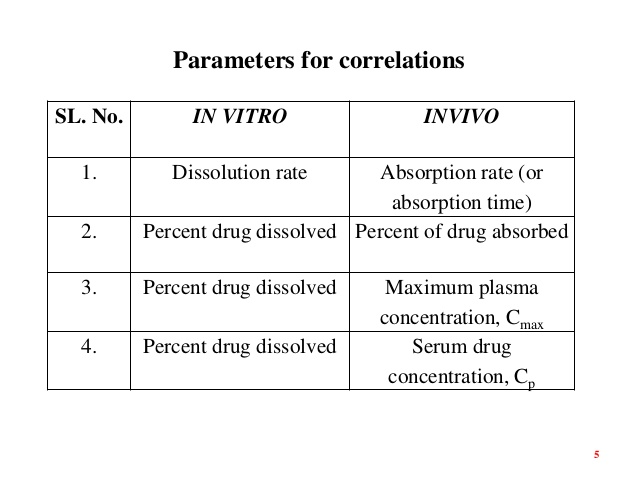 Parameters for correlations
SL. No. IN VITRO INVIVO
1. Dissolution rate Absorption rate (or
absorption time)
2. Percent drug dissolved Percent of drug absorbed
3. Percent drug dissolved Maximum plasma
concentration, Cmax
4. Percent drug dissolved Serum drug
concentration, Cp
5